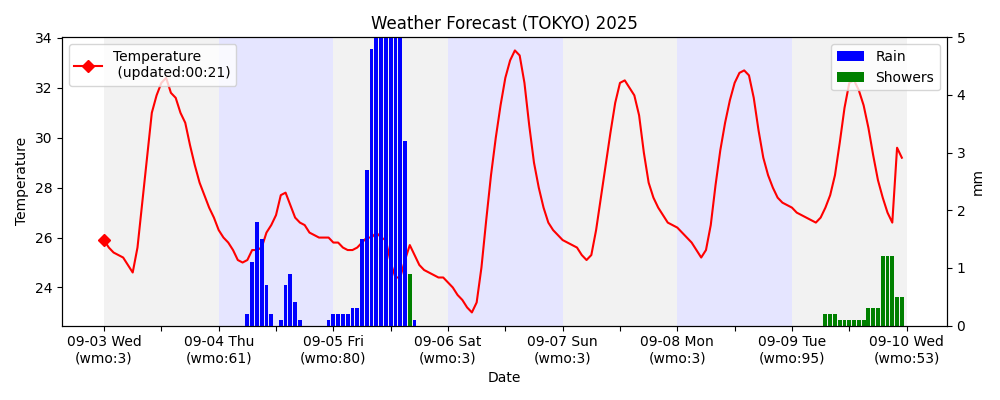 Weather Forecast (TOKYO) 2025
Temperature
(updated:00:21)
Rain
Showers
34
32
30
28
26
24
Temperature
5
4
3
2
1
0
mm
09-03 Wed
(wmo:3)
09-04 Thu
(wmo:61)
09-05 Fri
(wmo:80)
09-06 Sat
(wmo:3)
09-07 Sun
(wmo:3)
09-08 Mon
(wmo:3)
09-09 Tue
(wmo:95)
09-10 Wed
(wmo:53)
Date